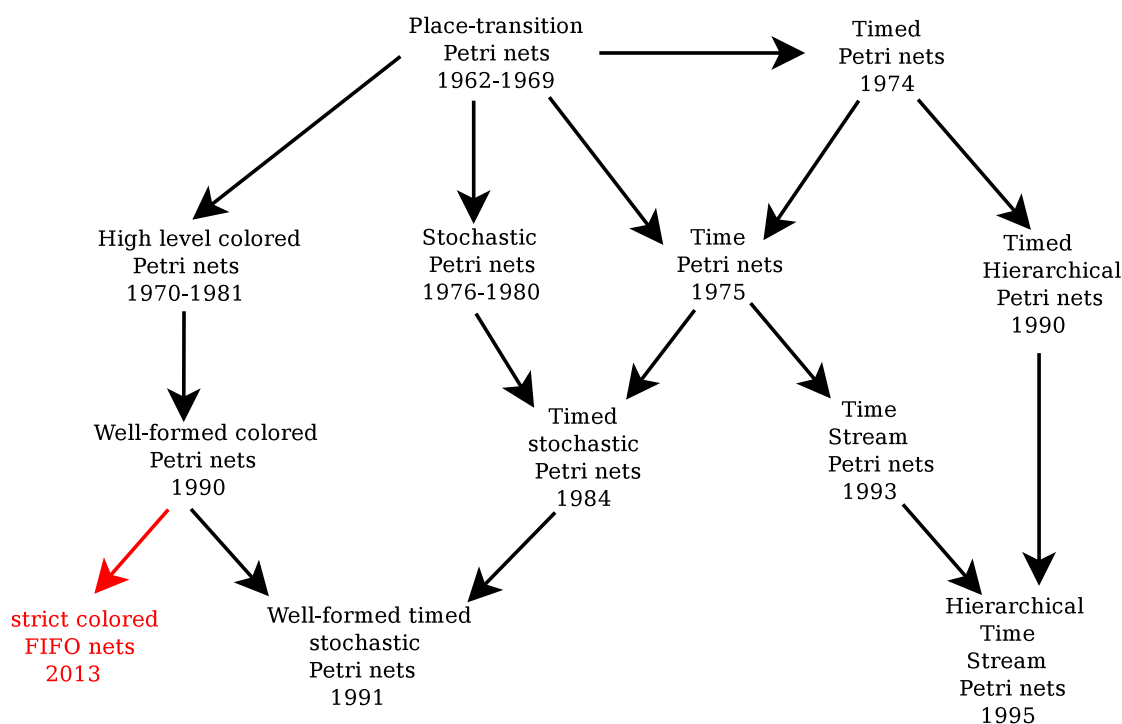 Place-transition
Petri nets
1962-1969
Timed
Petri nets
1974
High level colored
Petri nets
1970-1981
Stochastic
Petri nets
1976-1980
Time
Petri nets
1975
Timed
Hierarchical
Petri nets
1990
Well-formed colored
Petri nets
1990
Timed
stochastic
Petri nets
1984
Time
Stream
Petri nets
1993
strict colored
FIFO nets
2013
Well-formed timed
stochastic
Petri nets
1991
Hierarchical
Time
Stream
Petri nets
1995